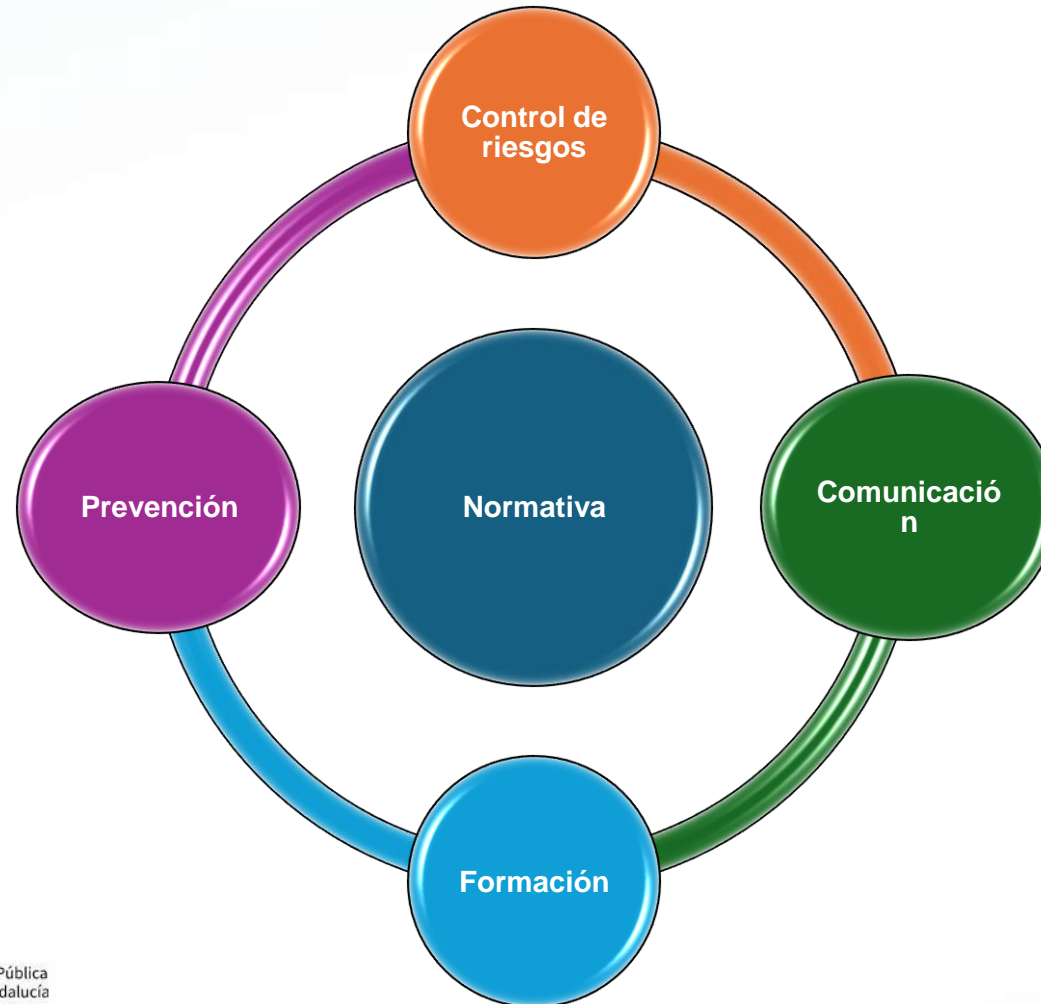 Control de
riesgos
Prevención
Normativa
Comunicació
n
Formación
Pública
dalucía